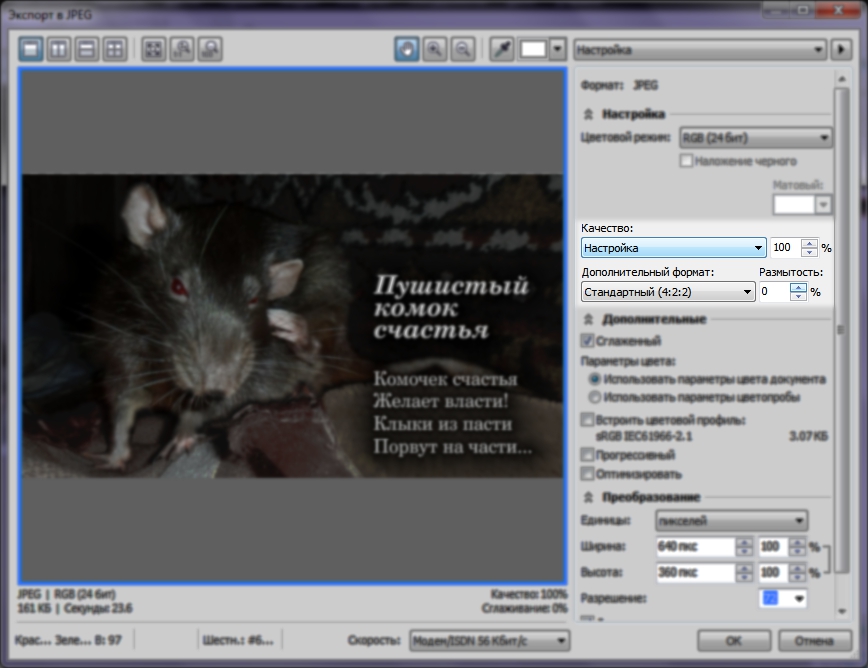 Экспорт в JPEG
Настройка
Формат: JPEG
Настройка
Цветовой режим: RGB (24 бит)
Наложение черного
Матовый:
Качество:
Настройка 100 %
Дополнительный формат: Размытость:
Стандартный (4:2:2) 0 %
Дополнительные
Сглаженный
Параметры цвета:
Использовать параметры цвета документа
Использовать параметры цветопробы
Встроить цветовой профиль:
sRGB IEC61966-2.1 3.07 КБ
Прогрессивный
Оптимизировать
Преобразование
Единицы: пикселей
Ширина: 640 пкс 100 %
Высота: 360 пкс 100 %
Разрешение: 72
Пушистый
комок
счастья
Комочек счастья
Желает власти!
Клыки из пасти
Порвут на части...
JPEG | RGB (24 бит) Качество: 100%
161 КБ | Секунды: 23.6 Сглаживание: 0%
Крас... Зеле... B: 97 Шестн.: #6... Скорость: Модем/ISDN 56 Кбит/с OK Отмена